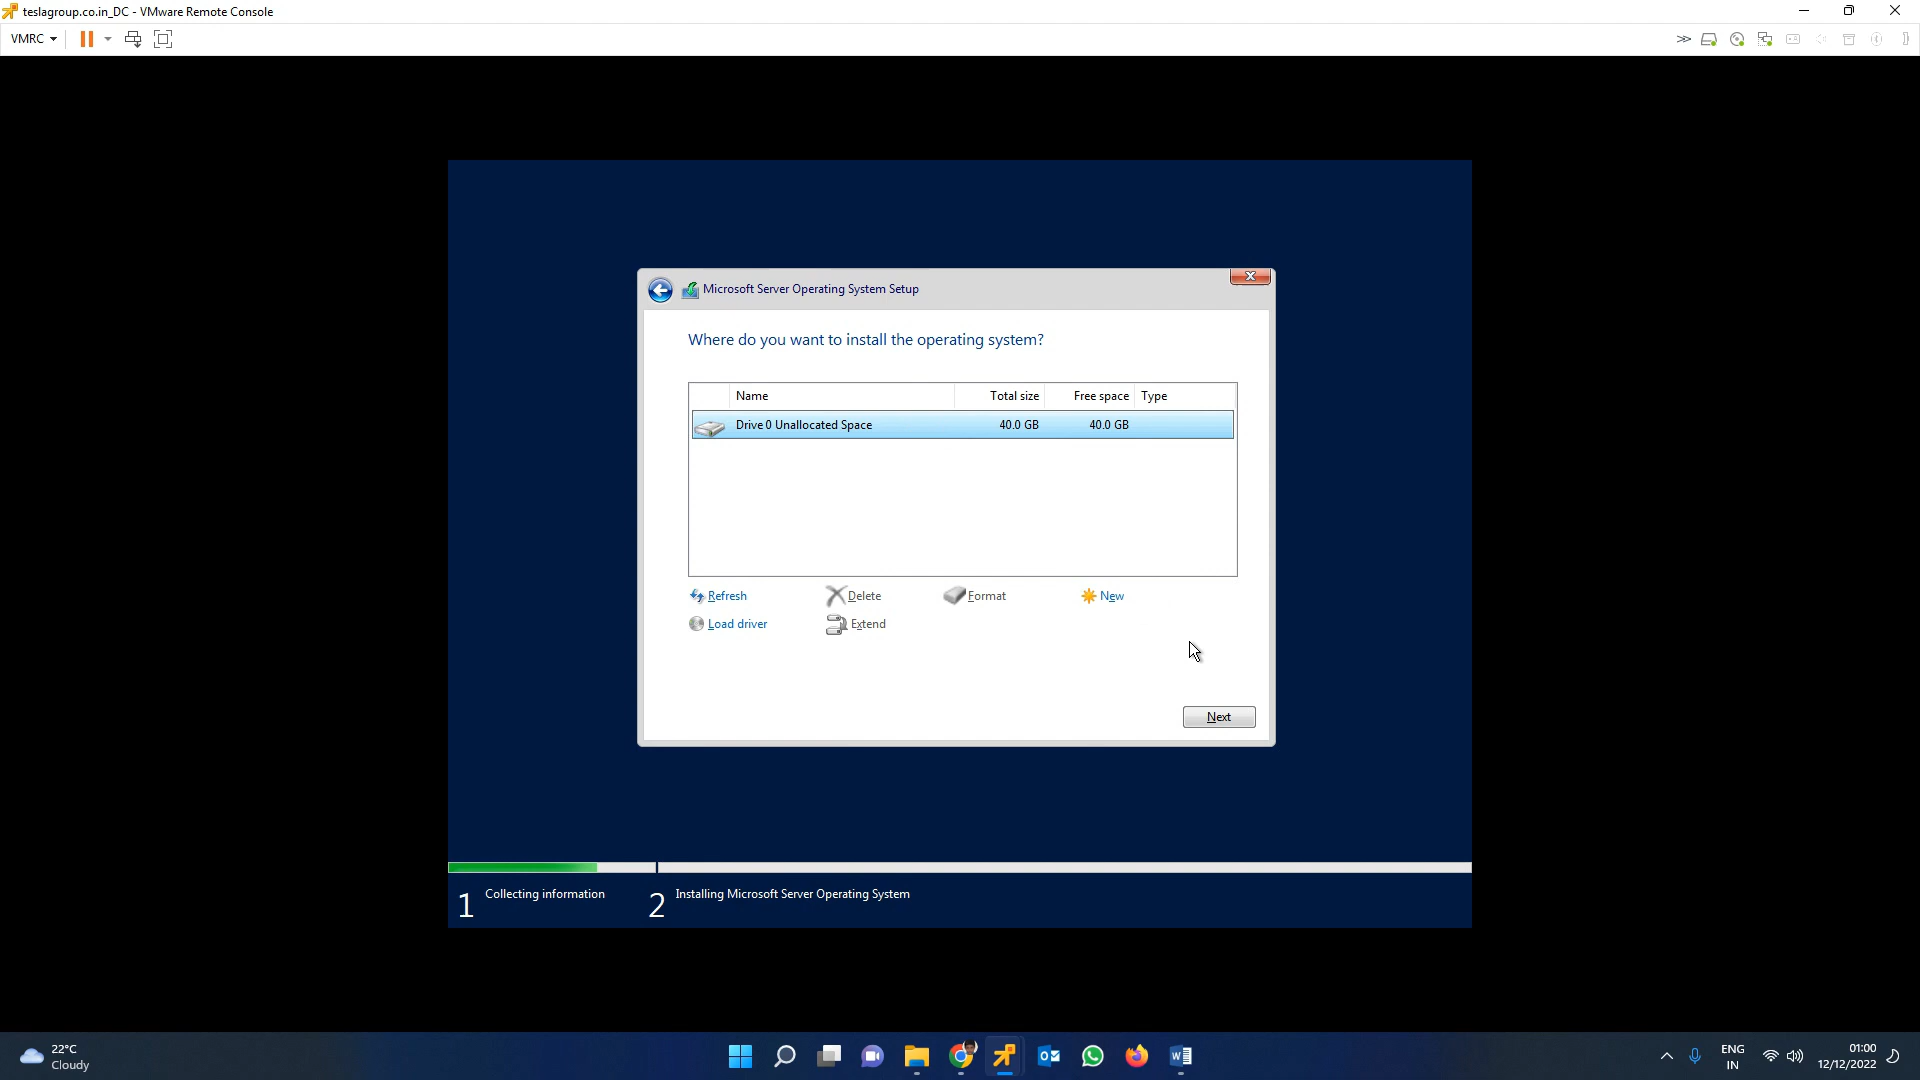 teslagroup.co.in_DC - VMware Remote Console
VMRC
Microsoft Server Operating System Setup
Where do you want to install the operating system?
Name Total size Free space Type
Drive 0 Unallocated Space 40.0 GB 40.0 GB
Refresh Delete Format New
Load driver Extend
Next
1 Collecting information 2 Installing Microsoft Server Operating System
22°C
Cloudy
ENG
IN
01:00
12/12/2022